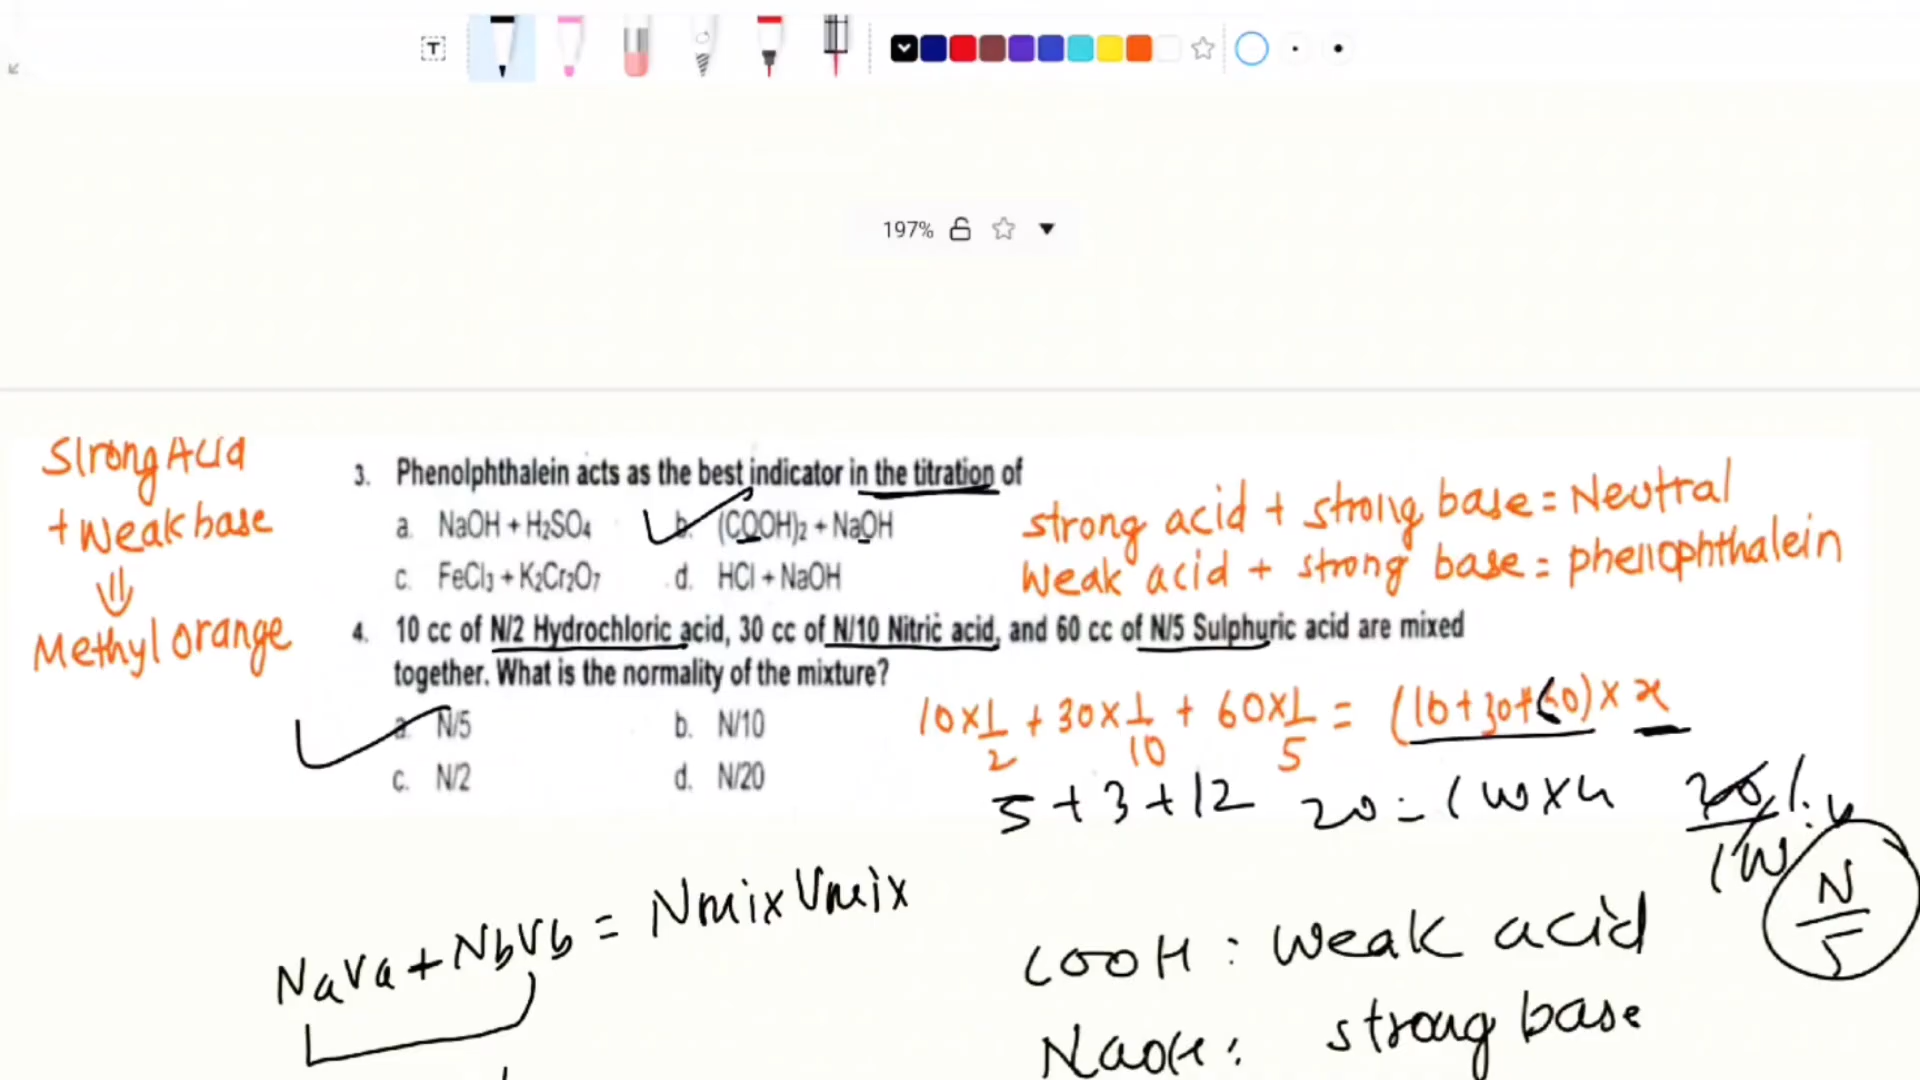 T
197%
Strong Acid
+ Weak base
⇓
Methyl orange
3. Phenolphthalein acts as the best indicator in the titration of
a. NaOH + H₂SO₄ b. (COOH)₂ + NaOH
c. FeCl₃ + K₂Cr₂O₇ d. HCl + NaOH
strong acid + strong base = Neutral
Weak acid + strong base = phenophthalein
4. 10 cc of N/2 Hydrochloric acid, 30 cc of N/10 Nitric acid, and 60 cc of N/5 Sulphuric acid are mixed
together. What is the normality of the mixture?
a. N/5 b. N/10
c. N/2 d. N/20
10 × 1/2 + 30 × 1/10 + 60 × 1/5 = (10 + 30 + 60) × x
5 + 3 + 12 20 = 100 × x
N/5
NaVa + NbVb = Nmix Vmix
COOH : Weak acid
NaOH : strong base